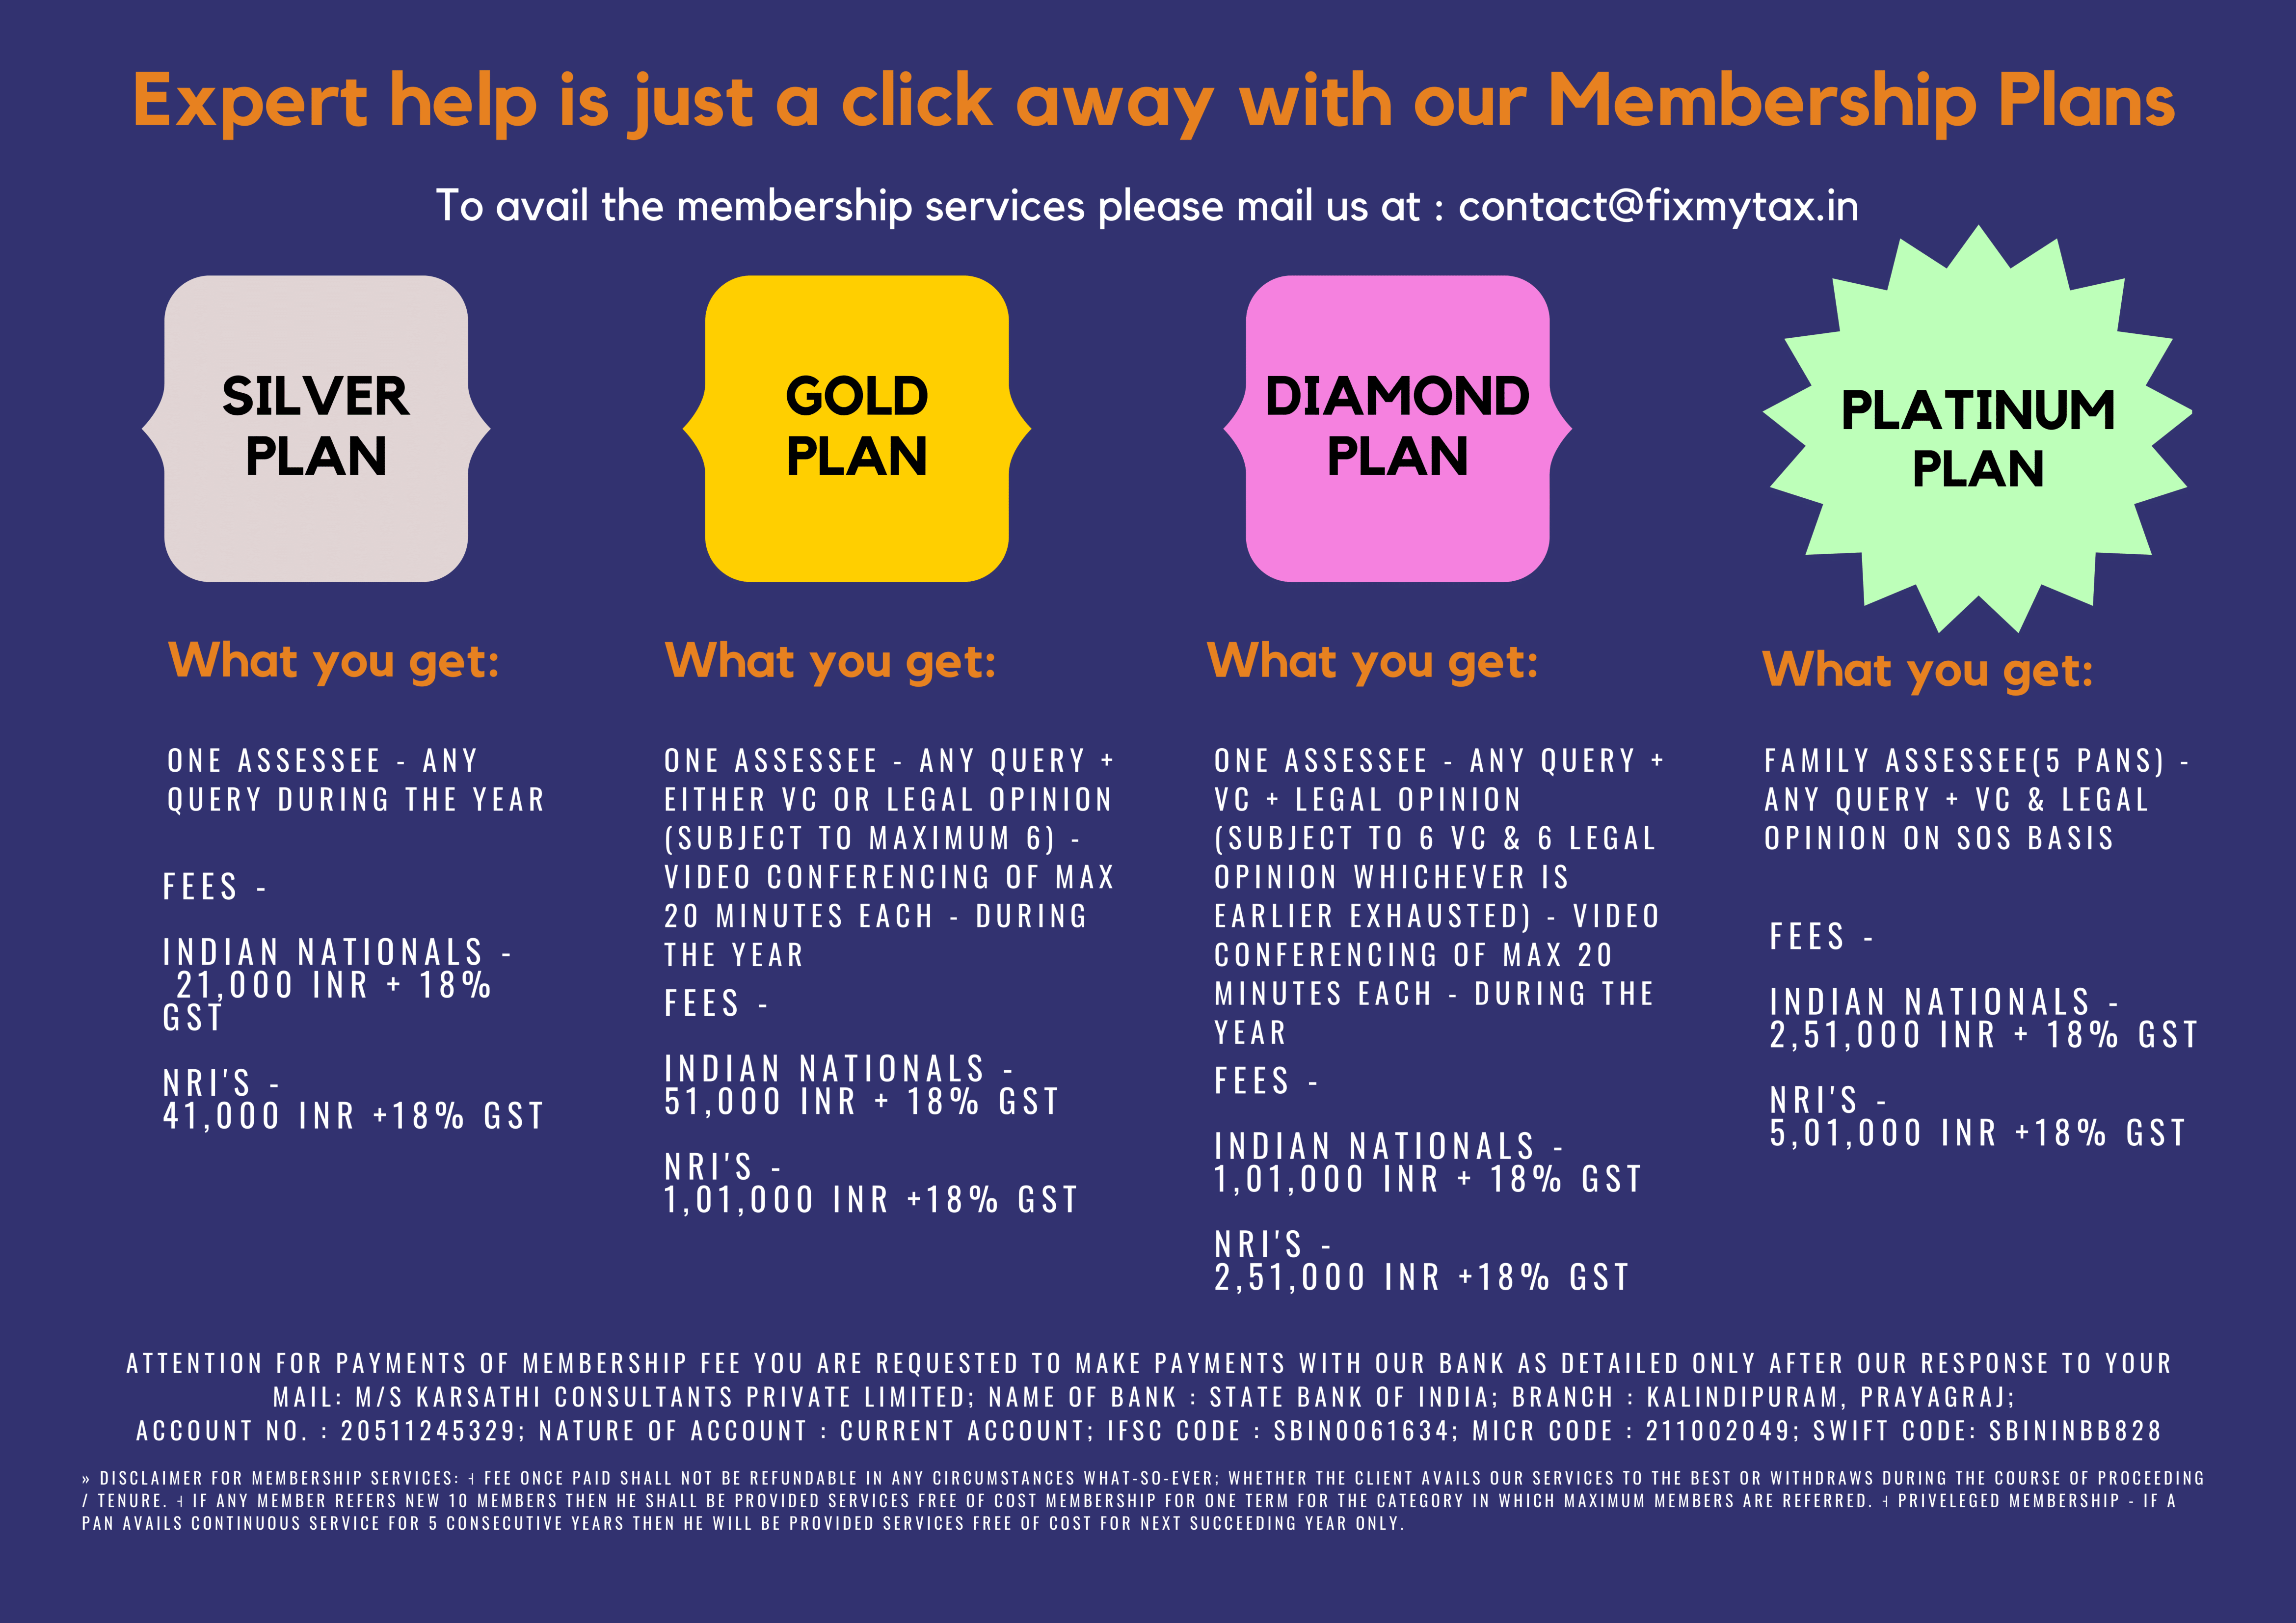 Expert help is just a click away with our Membership Plans
To avail the membership services please mail us at : contact@fixmytax.in
SILVER
PLAN
What you get:
ONE ASSESSEE - ANY
QUERY DURING THE YEAR
FEES -
INDIAN NATIONALS -
21,000 INR + 18%
GST
NRI'S -
41,000 INR +18% GST
GOLD
PLAN
What you get:
ONE ASSESSEE - ANY QUERY +
EITHER VC OR LEGAL OPINION
(SUBJECT TO MAXIMUM 6) -
VIDEO CONFERENCING OF MAX
20 MINUTES EACH - DURING
THE YEAR
FEES -
INDIAN NATIONALS -
51,000 INR + 18% GST
NRI'S -
1,01,000 INR +18% GST
DIAMOND
PLAN
What you get:
ONE ASSESSEE - ANY QUERY +
VC + LEGAL OPINION
(SUBJECT TO 6 VC & 6 LEGAL
OPINION WHICHEVER IS
EARLIER EXHAUSTED) - VIDEO
CONFERENCING OF MAX 20
MINUTES EACH - DURING THE
YEAR
FEES -
INDIAN NATIONALS -
1,01,000 INR + 18% GST
NRI'S -
2,51,000 INR +18% GST
PLATINUM
PLAN
What you get:
FAMILY ASSESSEE(5 PANS) -
ANY QUERY + VC & LEGAL
OPINION ON SOS BASIS
FEES -
INDIAN NATIONALS -
2,51,000 INR + 18% GST
NRI'S -
5,01,000 INR +18% GST
ATTENTION FOR PAYMENTS OF MEMBERSHIP FEE YOU ARE REQUESTED TO MAKE PAYMENTS WITH OUR BANK AS DETAILED ONLY AFTER OUR RESPONSE TO YOUR
MAIL: M/S KARSATHI CONSULTANTS PRIVATE LIMITED; NAME OF BANK : STATE BANK OF INDIA; BRANCH : KALINDIPURAM, PRAYAGRAJ;
ACCOUNT NO. : 20511245329; NATURE OF ACCOUNT : CURRENT ACCOUNT; IFSC CODE : SBIN0061634; MICR CODE : 211002049; SWIFT CODE: SBININBB828
» DISCLAIMER FOR MEMBERSHIP SERVICES: ⍭ FEE ONCE PAID SHALL NOT BE REFUNDABLE IN ANY CIRCUMSTANCES WHAT-SO-EVER; WHETHER THE CLIENT AVAILS OUR SERVICES TO THE BEST OR WITHDRAWS DURING THE COURSE OF PROCEEDING
/ TENURE. ⍭ IF ANY MEMBER REFERS NEW 10 MEMBERS THEN HE SHALL BE PROVIDED SERVICES FREE OF COST MEMBERSHIP FOR ONE TERM FOR THE CATEGORY IN WHICH MAXIMUM MEMBERS ARE REFERRED. ⍭ PRIVELEGED MEMBERSHIP - IF A
PAN AVAILS CONTINUOUS SERVICE FOR 5 CONSECUTIVE YEARS THEN HE WILL BE PROVIDED SERVICES FREE OF COST FOR NEXT SUCCEEDING YEAR ONLY.